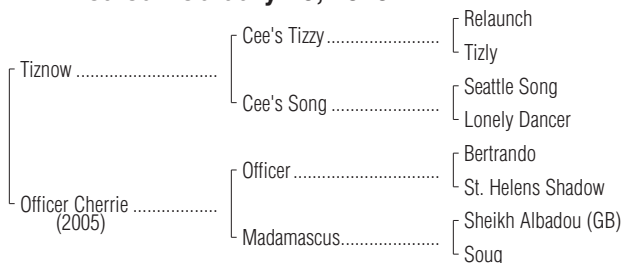 Relaunch
Cee's Tizzy ........................
Tizly
Tiznow ..............................
Seattle Song
Cee's Song .......................
Lonely Dancer
Bertrando
Officer ...............................
St. Helens Shadow
Officer Cherrie ..................
(2005)
Sheikh Albadou (GB)
Madamascus.....................
Souq